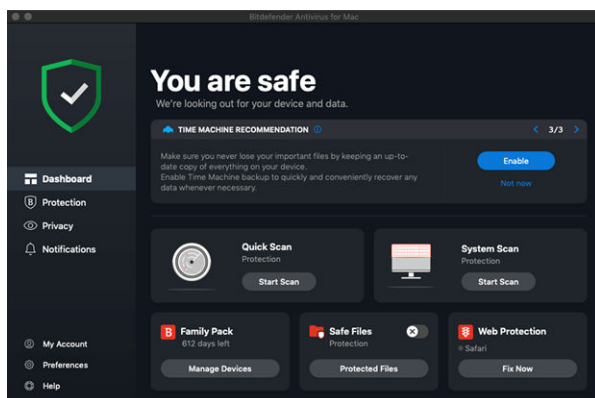 Bitdefender Antivirus for Mac
You are safe
We're looking out for your device and data.
TIME MACHINE RECOMMENDATION
3/3
Make sure you never lose your important files by keeping an up-to-
date copy of everything on your device.
Enable Time Machine backup to quickly and conveniently recover any
data whenever necessary.
Enable
Not now
Dashboard
Protection
Privacy
Notifications
Quick Scan
Protection
Start Scan
System Scan
Protection
Start Scan
B Family Pack
612 days left
Manage Devices
Safe Files
Protection
Protected Files
Web Protection
Safari
Fix Now
My Account
Preferences
Help